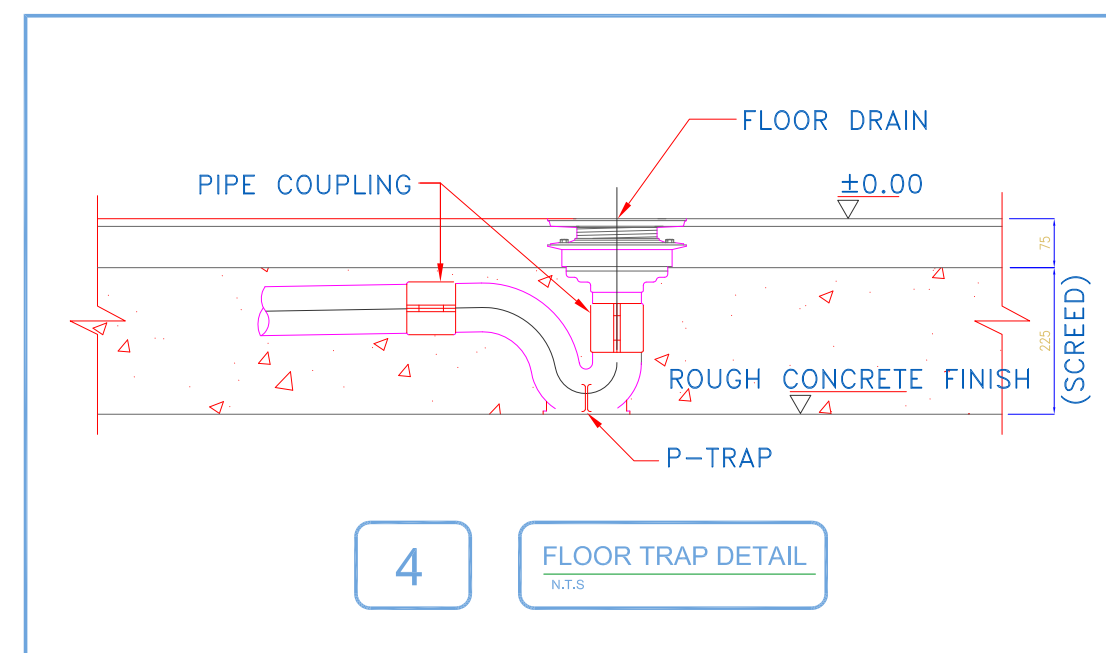 FLOOR DRAIN
PIPE COUPLING
±0.00
75
225
(SCREED)
ROUGH CONCRETE FINISH
P-TRAP
4
FLOOR TRAP DETAIL
N.T.S